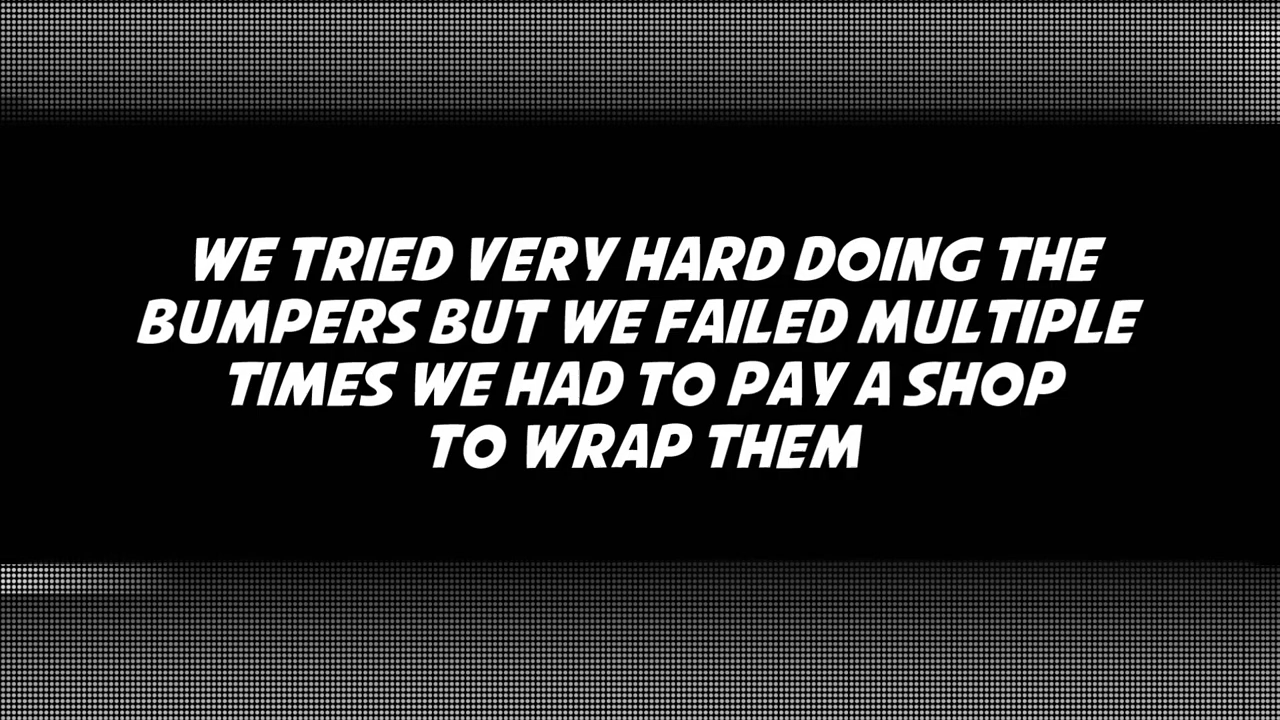 WE TRIED VERY HARD DOING THE
BUMPERS BUT WE FAILED MULTIPLE
TIMES WE HAD TO PAY A SHOP
TO WRAP THEM